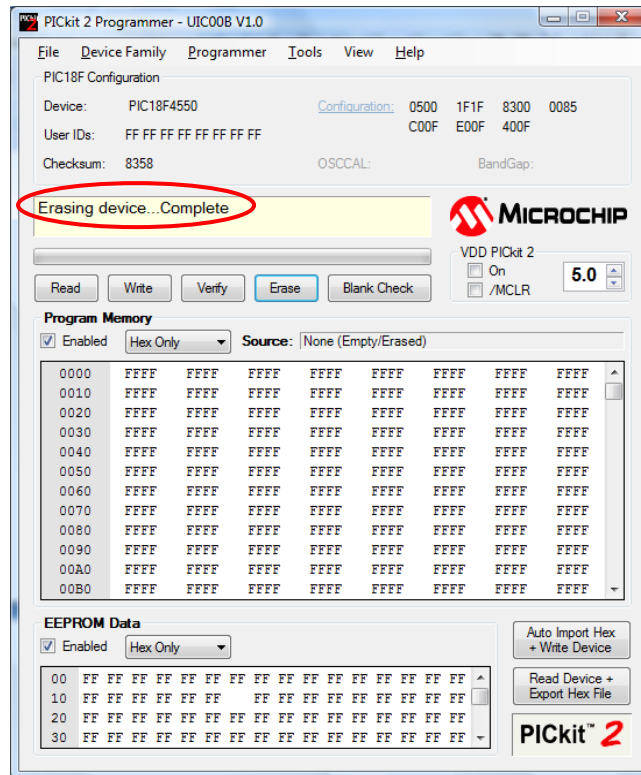 PICkit 2 Programmer - UIC00B V1.0
File Device Family Programmer Tools View Help
PIC18F Configuration
Device: PIC18F4550 Configuration: 0500 1F1F 8300 0085
C00F E00F 400F
User IDs: FF FF FF FF FF FF FF FF
Checksum: 8358 OSCCAL: BandGap:
Erasing device...Complete
MICROCHIP
VDD PICkit 2
On
/MCLR
5.0
Read Write Verify Erase Blank Check
Program Memory
Enabled Hex Only Source: None (Empty/Erased)
0000 FFFF FFFF FFFF FFFF FFFF FFFF FFFF FFFF
0010 FFFF FFFF FFFF FFFF FFFF FFFF FFFF FFFF
0020 FFFF FFFF FFFF FFFF FFFF FFFF FFFF FFFF
0030 FFFF FFFF FFFF FFFF FFFF FFFF FFFF FFFF
0040 FFFF FFFF FFFF FFFF FFFF FFFF FFFF FFFF
0050 FFFF FFFF FFFF FFFF FFFF FFFF FFFF FFFF
0060 FFFF FFFF FFFF FFFF FFFF FFFF FFFF FFFF
0070 FFFF FFFF FFFF FFFF FFFF FFFF FFFF FFFF
0080 FFFF FFFF FFFF FFFF FFFF FFFF FFFF FFFF
0090 FFFF FFFF FFFF FFFF FFFF FFFF FFFF FFFF
00A0 FFFF FFFF FFFF FFFF FFFF FFFF FFFF FFFF
00B0 FFFF FFFF FFFF FFFF FFFF FFFF FFFF FFFF
EEPROM Data
Enabled Hex Only
00 FF FF FF FF FF FF FF FF FF FF FF FF FF FF FF FF
10 FF FF FF FF FF FF FF FF FF FF FF FF FF FF FF
20 FF FF FF FF FF FF FF FF FF FF FF FF FF FF FF FF
30 FF FF FF FF FF FF FF FF FF FF FF FF FF FF FF FF
Auto Import Hex
+ Write Device
Read Device +
Export Hex File
PICkit™ 2